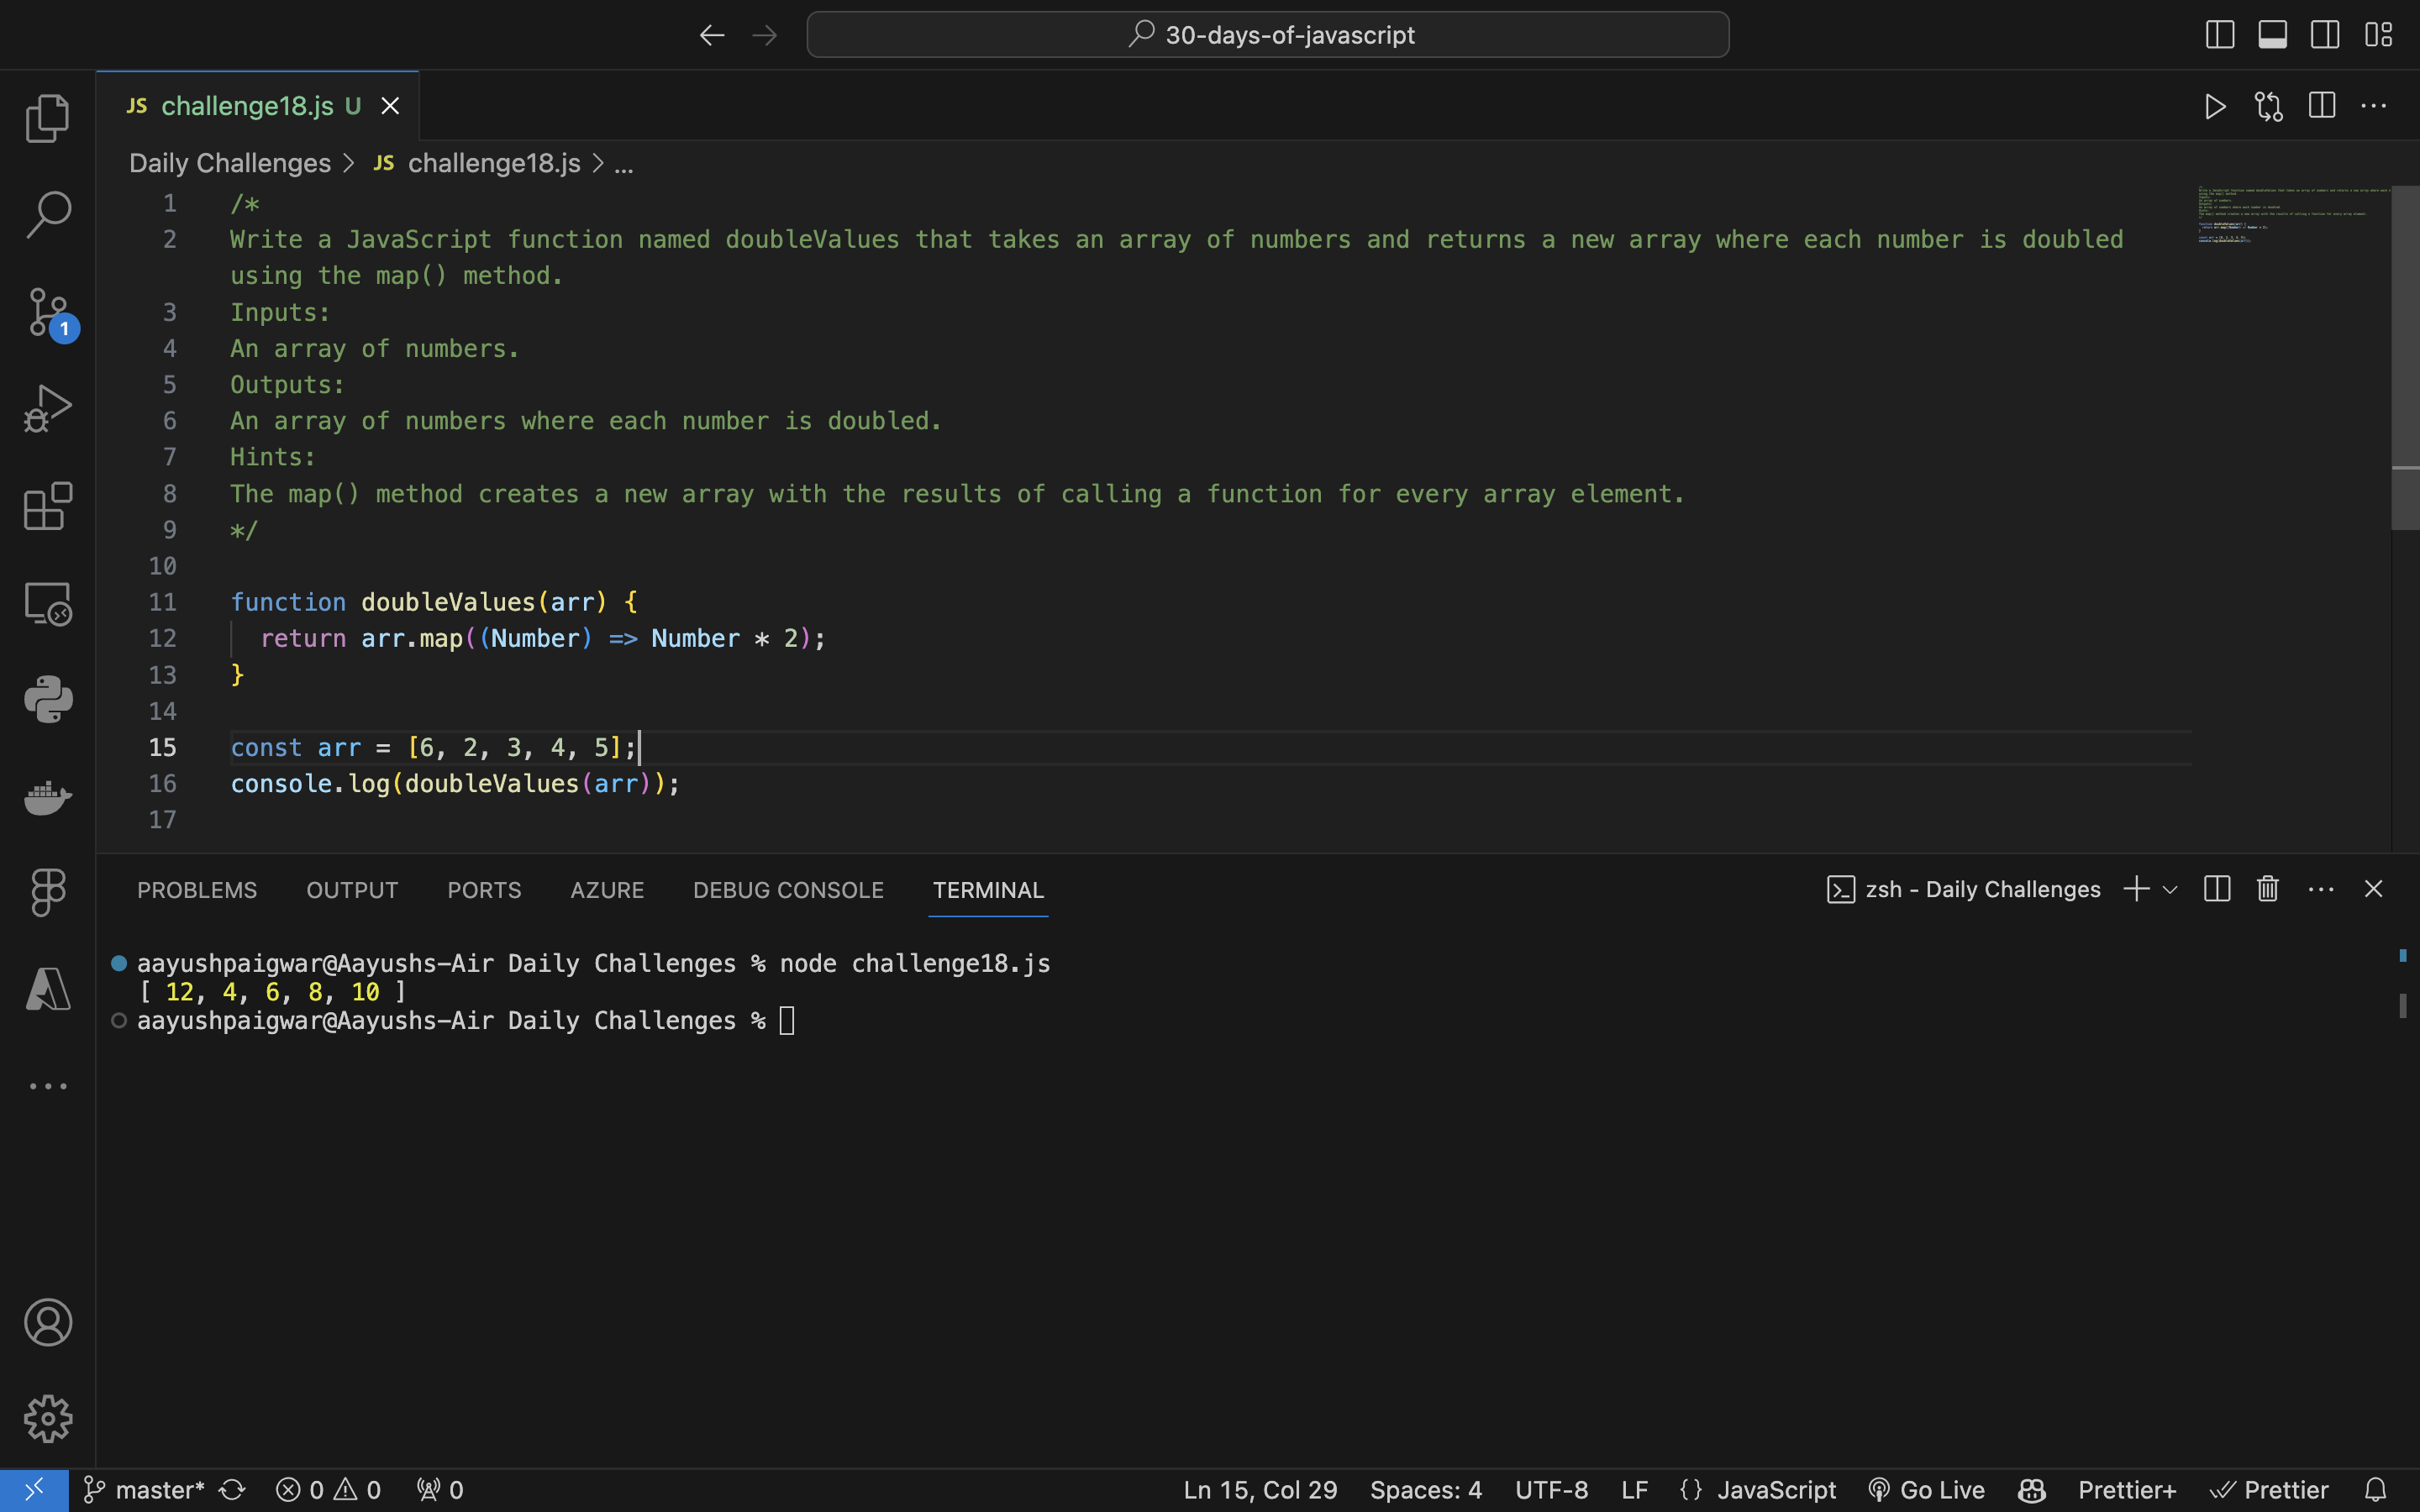 30-days-of-javascript
JS challenge18.js U
Daily Challenges > JS challenge18.js > ...
1 /*
2 Write a JavaScript function named doubleValues that takes an array of numbers and returns a new array where each number is doubled
using the map() method.
3 Inputs:
4 An array of numbers.
5 Outputs:
6 An array of numbers where each number is doubled.
7 Hints:
8 The map() method creates a new array with the results of calling a function for every array element.
9 */
10
11 function doubleValues(arr) {
12 return arr.map((Number) => Number * 2);
13 }
14
15 const arr = [6, 2, 3, 4, 5];
16 console.log(doubleValues(arr));
17
1
PROBLEMS OUTPUT PORTS AZURE DEBUG CONSOLE TERMINAL zsh - Daily Challenges
aayushpaigwar@Aayushs-Air Daily Challenges % node challenge18.js
[ 12, 4, 6, 8, 10 ]
aayushpaigwar@Aayushs-Air Daily Challenges %
master* 0 0 0 Ln 15, Col 29 Spaces: 4 UTF-8 LF {} JavaScript Go Live Prettier+ Prettier